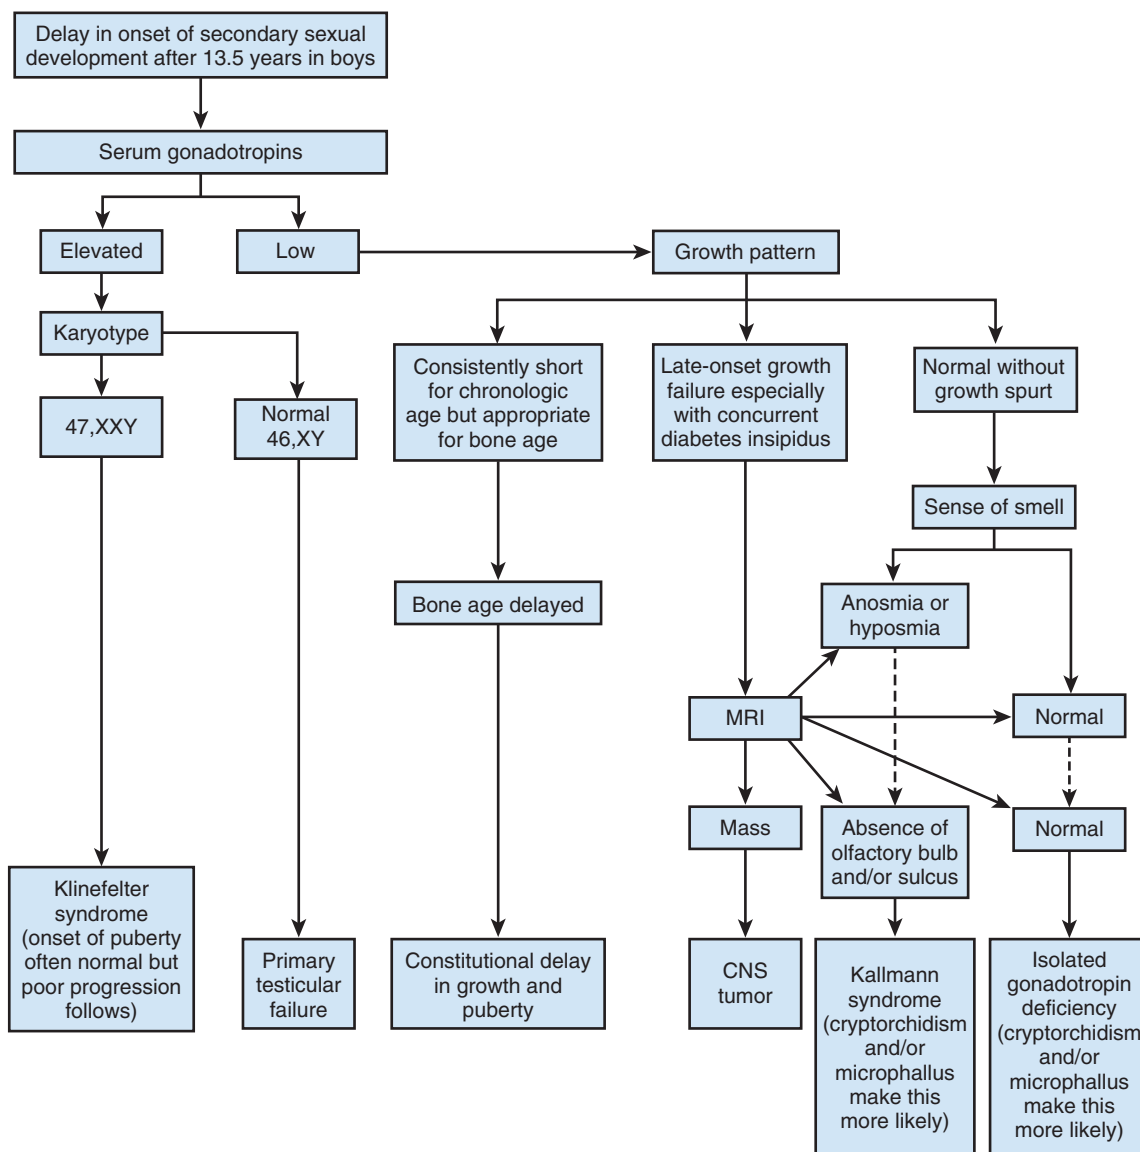 Delay in onset of secondary sexual
development after 13.5 years in boys
Serum gonadotropins
Elevated
Low
Growth pattern
Karyotype
Consistently short
for chronologic
age but appropriate
for bone age
Late-onset growth
failure especially
with concurrent
diabetes insipidus
Normal without
growth spurt
47,XXY
Normal
46,XY
Sense of smell
Bone age delayed
Anosmia or
hyposmia
MRI
Normal
Mass
Absence of
olfactory bulb
and/or sulcus
Normal
Klinefelter
syndrome
(onset of puberty
often normal but
poor progression
follows)
Primary
testicular
failure
Constitutional delay
in growth and
puberty
CNS
tumor
Kallmann
syndrome
(cryptorchidism
and/or
microphallus
make this
more likely)
Isolated
gonadotropin
deficiency
(cryptorchidism
and/or
microphallus
make this
more likely)